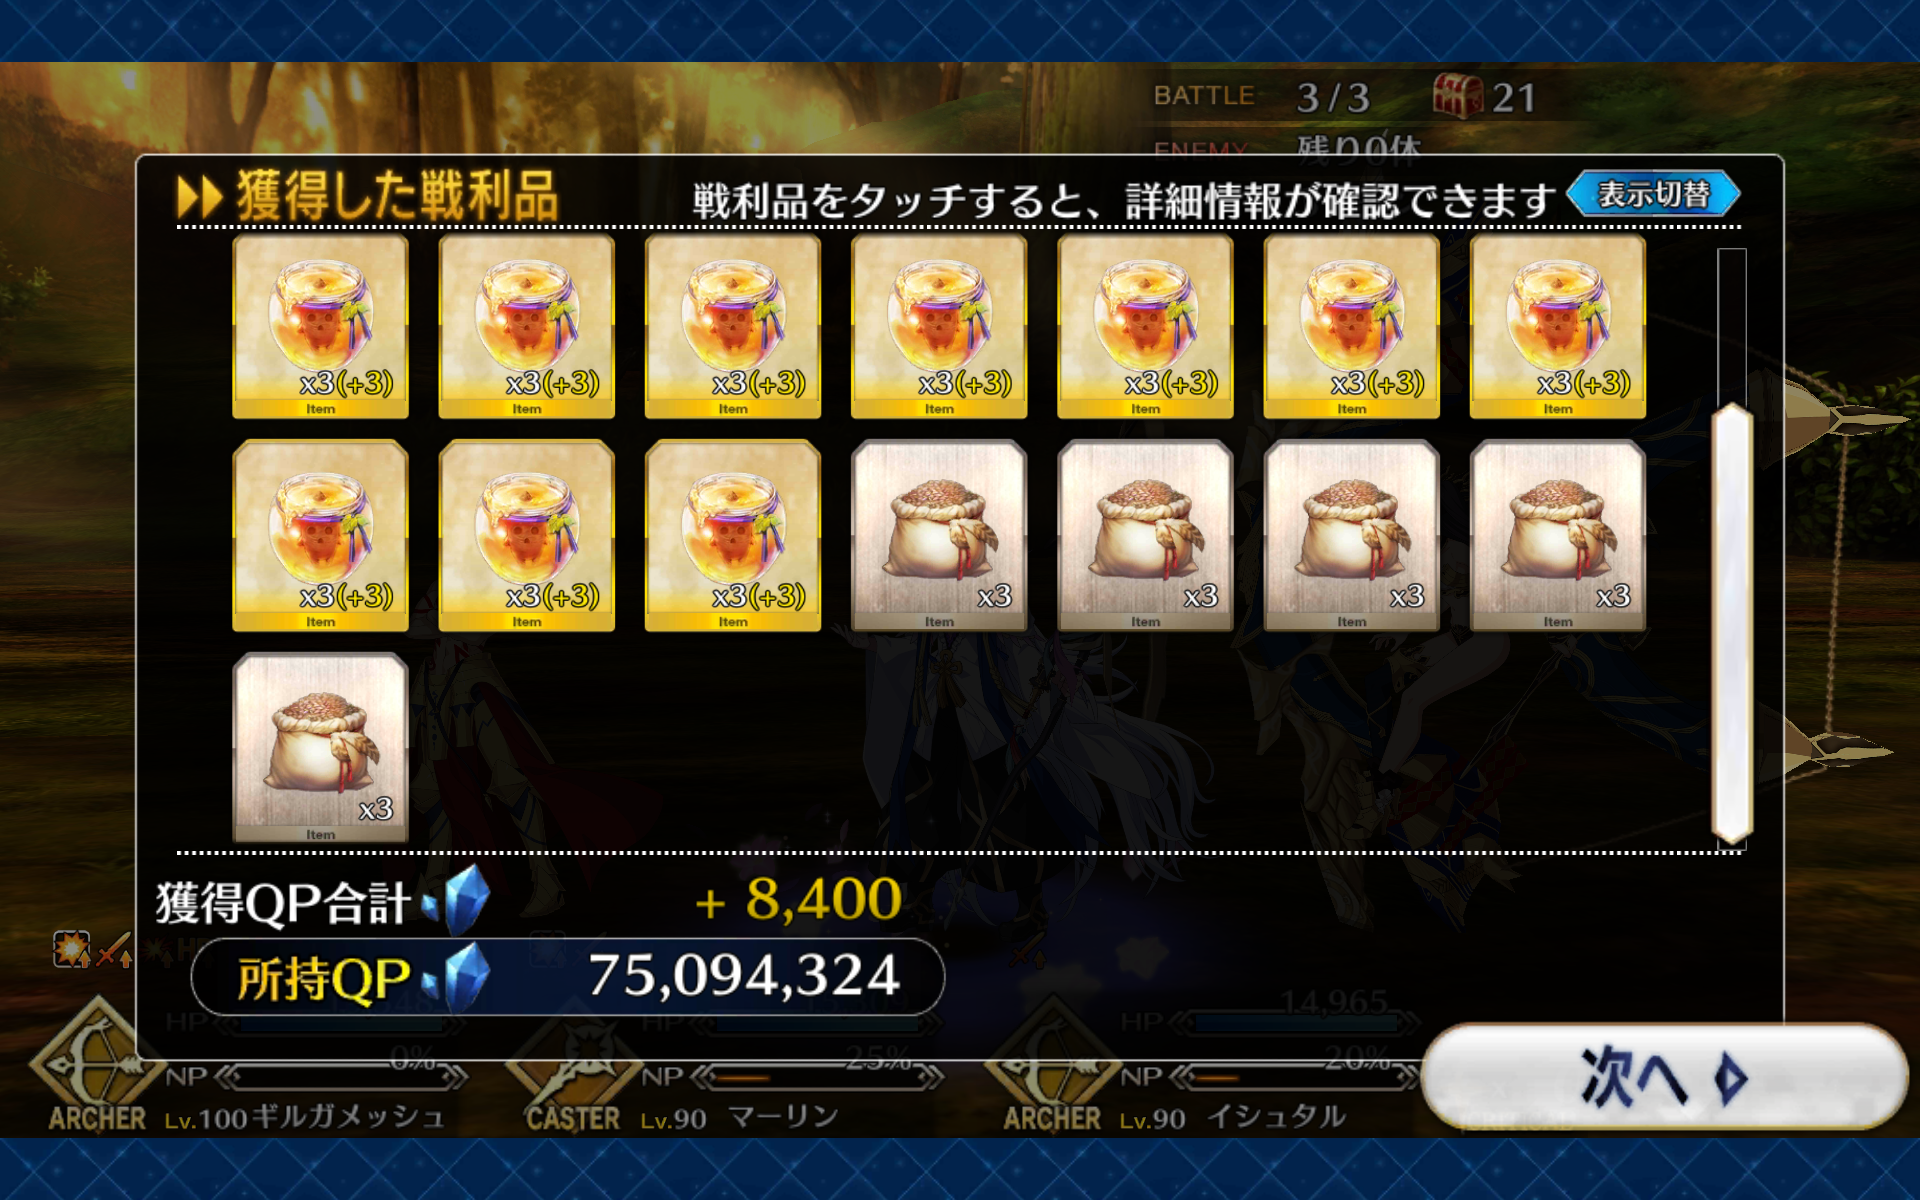 BATTLE 3/3 21
ENEMY 残り0体
獲得した戦利品 戦利品をタッチすると、詳細情報が確認できます 表示切替
x3(+3) x3(+3) x3(+3) x3(+3) x3(+3) x3(+3) x3(+3)
Item Item Item Item Item Item Item
x3(+3) x3(+3) x3(+3) x3 x3 x3 x3
Item Item Item Item Item Item Item
x3
Item
獲得QP合計 + 8,400
所持QP 75,094,324
HP HP HP 14,965
0% 25% 20%
NP NP NP
次へ
ARCHER Lv.100 ギルガメッシュ CASTER Lv.90 マーリン ARCHER Lv.90 イシュタル